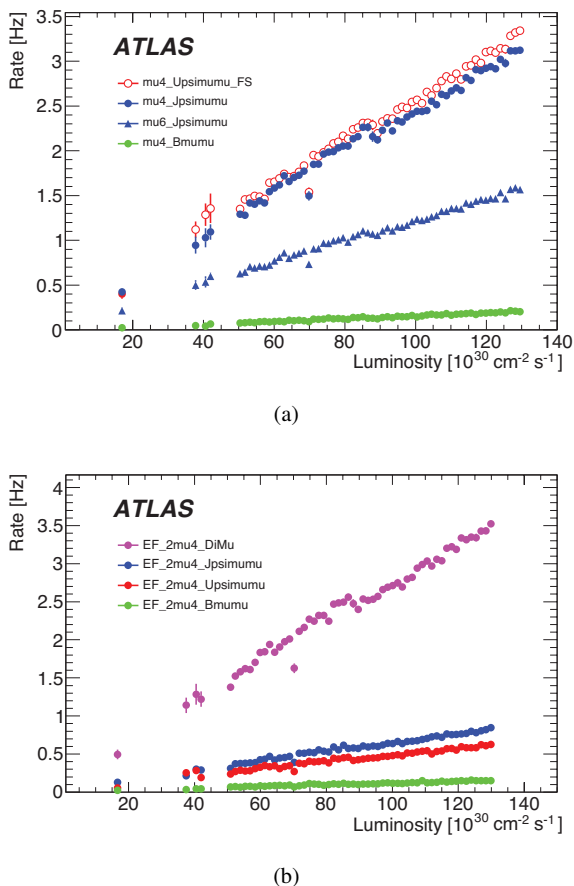 Rate [Hz]
3.5
3
2.5
2
1.5
1
0.5
0
ATLAS
mu4_Upsimumu_FS
mu4_Jpsimumu
mu6_Jpsimumu
mu4_Bmumu
20 40 60 80 100 120 140
Luminosity [10³⁰ cm⁻² s⁻¹]
(a)
Rate [Hz]
4
3.5
3
2.5
2
1.5
1
0.5
0
ATLAS
EF_2mu4_DiMu
EF_2mu4_Jpsimumu
EF_2mu4_Upsimumu
EF_2mu4_Bmumu
20 40 60 80 100 120 140
Luminosity [10³⁰ cm⁻² s⁻¹]
(b)